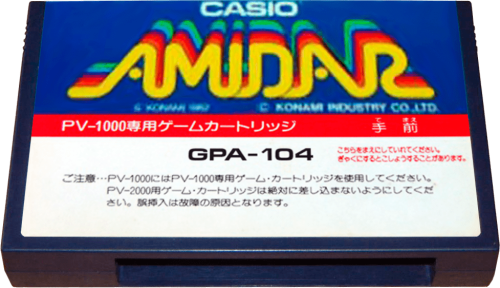 CASIO
AMIDAR
© KONAMI 1982 © KONAMI INDUSTRY CO.,LTD.
PV-1000専用ゲームカートリッジ 手前
て まえ
GPA-104
こちらをまえにしていれてください。
ぎゃくにするとこしょうすることがあります。
ご注意…PV-1000にはPV-1000専用ゲーム・カートリッジを使用してください。
PV-2000用ゲーム・カートリッジは絶対に差し込まないようにしてくだ
さい。誤挿入は故障の原因となります。